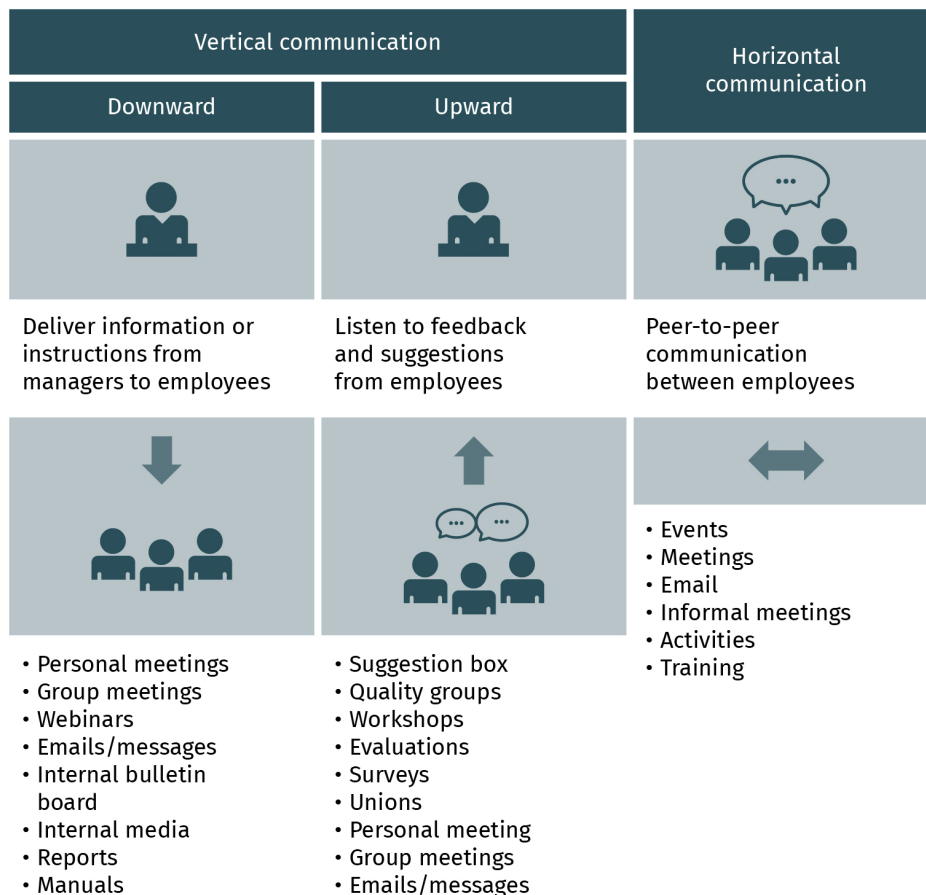 Vertical communication
Horizontal
communication
Downward
Upward
Deliver information or
instructions from
managers to employees
Listen to feedback
and suggestions
from employees
Peer-to-peer
communication
between employees
• Personal meetings
• Group meetings
• Webinars
• Emails/messages
• Internal bulletin
board
• Internal media
• Reports
• Manuals
• Suggestion box
• Quality groups
• Workshops
• Evaluations
• Surveys
• Unions
• Personal meeting
• Group meetings
• Emails/messages
• Events
• Meetings
• Email
• Informal meetings
• Activities
• Training